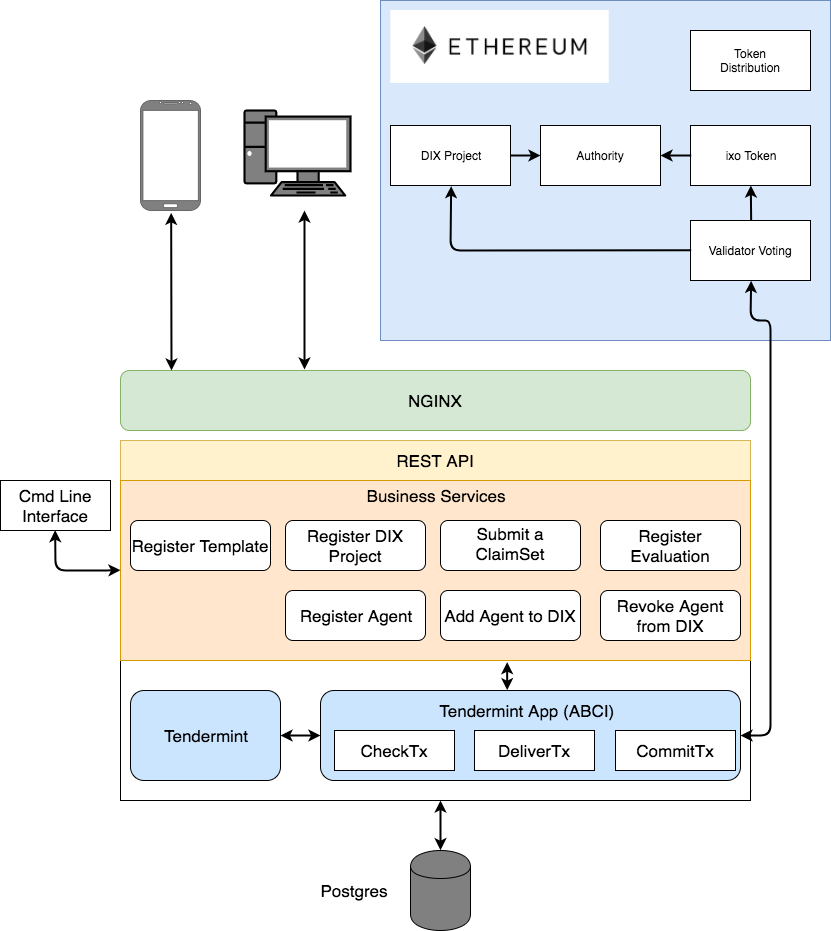 ETHEREUM
Token
Distribution
DIX Project
Authority
ixo Token
Validator Voting
NGINX
REST API
Cmd Line
Interface
Business Services
Register Template
Register DIX
Project
Submit a
ClaimSet
Register
Evaluation
Register Agent
Add Agent to DIX
Revoke Agent
from DIX
Tendermint
Tendermint App (ABCI)
CheckTx
DeliverTx
CommitTx
Postgres